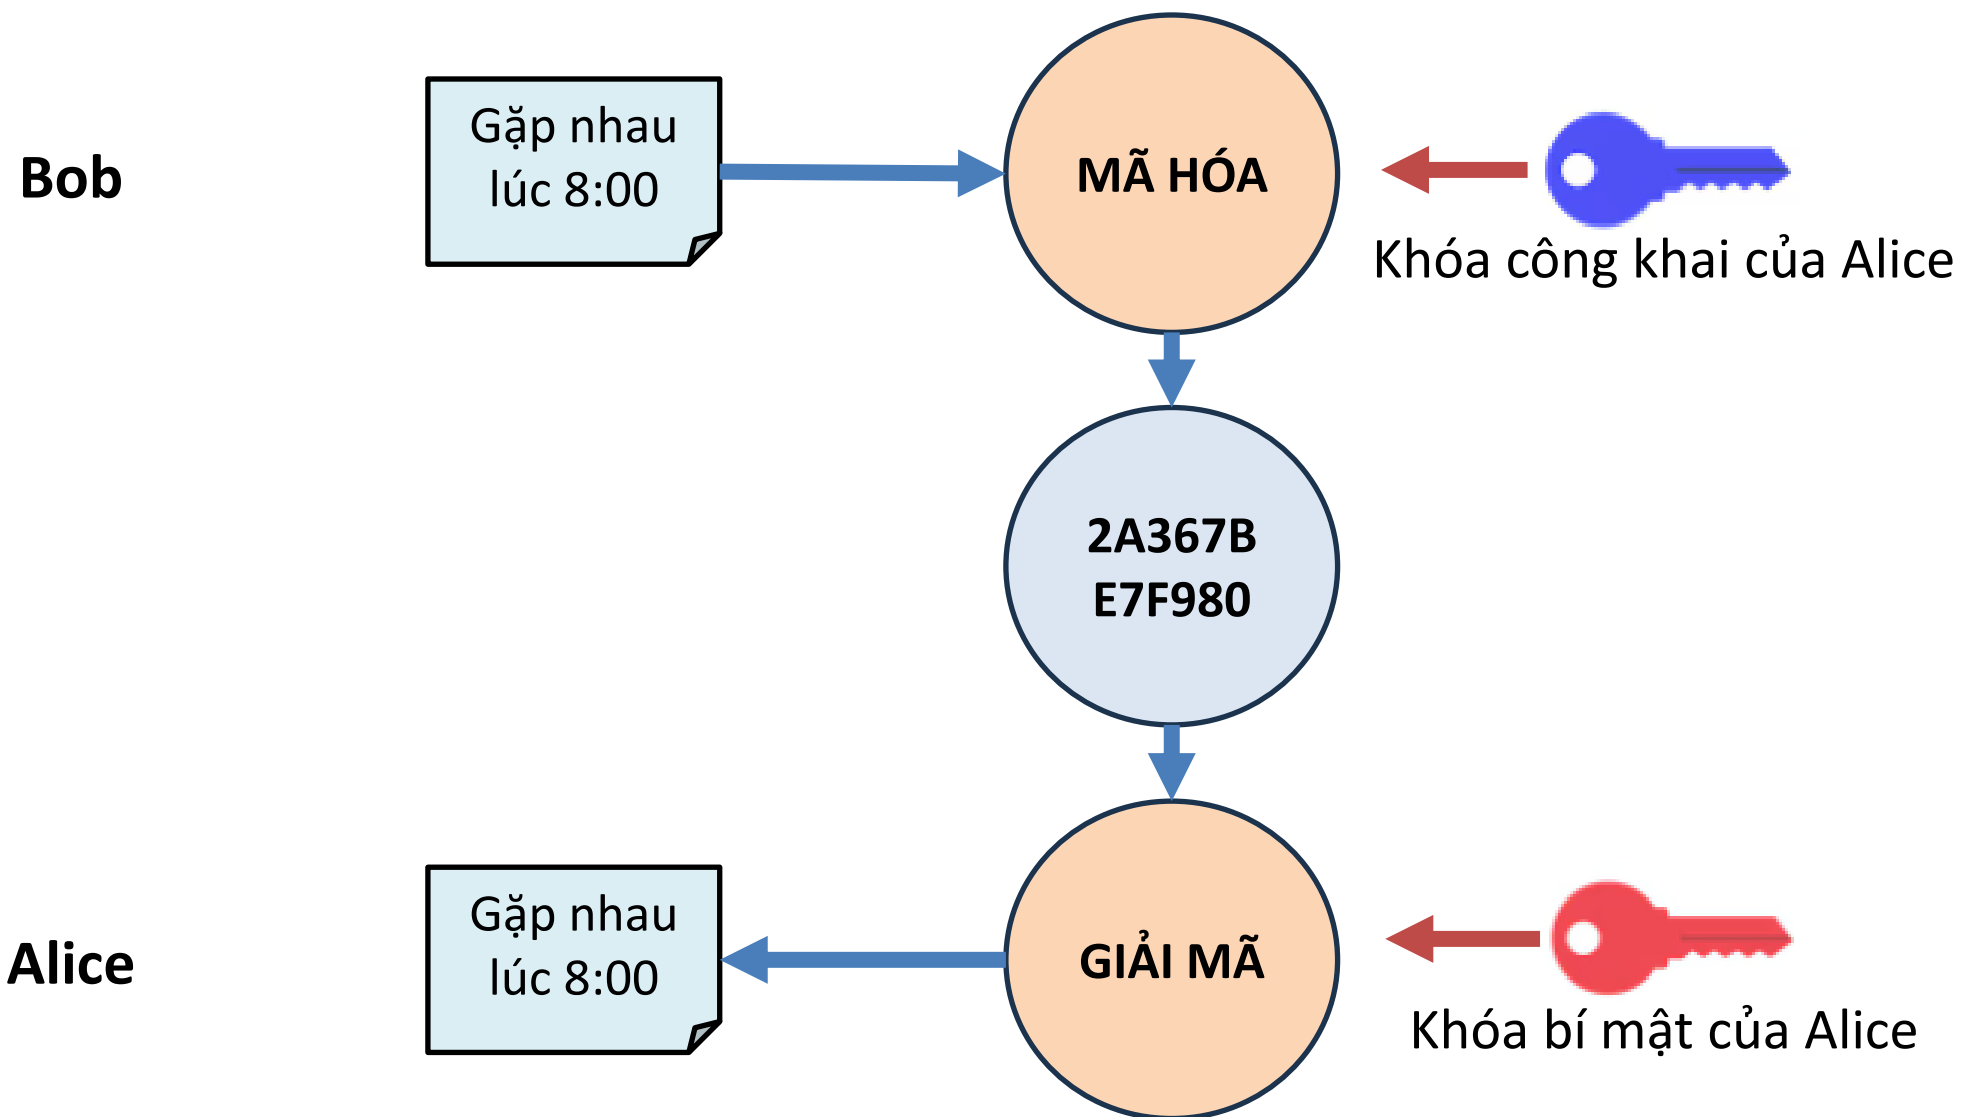 Bob
Gặp nhau
lúc 8:00
MÃ HÓA
Khóa công khai của Alice
2A367B
E7F980
Alice
Gặp nhau
lúc 8:00
GIẢI MÃ
Khóa bí mật của Alice